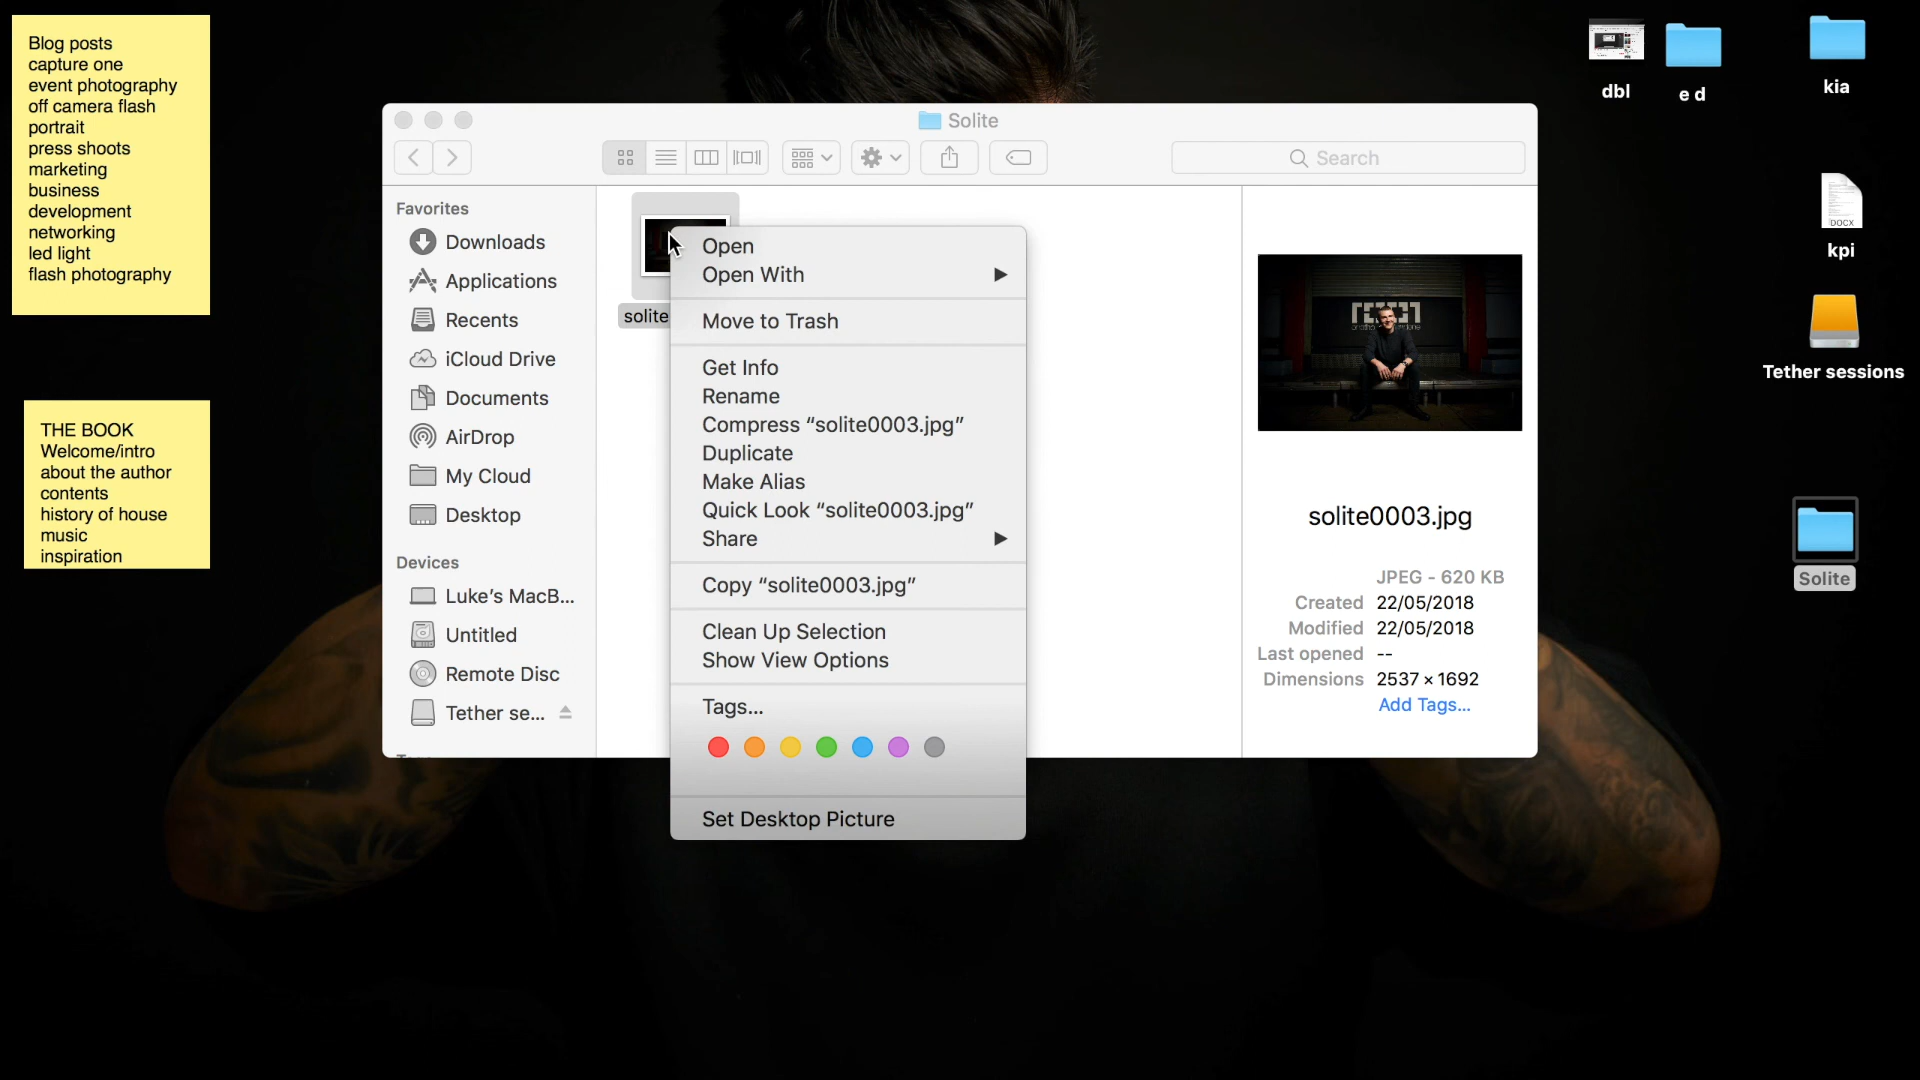 Blog posts
capture one
event photography
off camera flash
portrait
press shoots
marketing
business
development
networking
led light
flash photography
THE BOOK
Welcome/intro
about the author
contents
history of house
music
inspiration
Solite
Search
Favorites
Downloads
Applications
Recents
iCloud Drive
Documents
AirDrop
My Cloud
Desktop
Devices
Luke's MacB...
Untitled
Remote Disc
Tether se...
solite
Open
Open With
Move to Trash
Get Info
Rename
Compress “solite0003.jpg”
Duplicate
Make Alias
Quick Look “solite0003.jpg”
Share
Copy “solite0003.jpg”
Clean Up Selection
Show View Options
Tags...
Set Desktop Picture
solite0003.jpg
JPEG - 620 KB
Created 22/05/2018
Modified 22/05/2018
Last opened --
Dimensions 2537 × 1692
Add Tags...
dbl
e d
kia
DOCX
kpi
Tether sessions
Solite